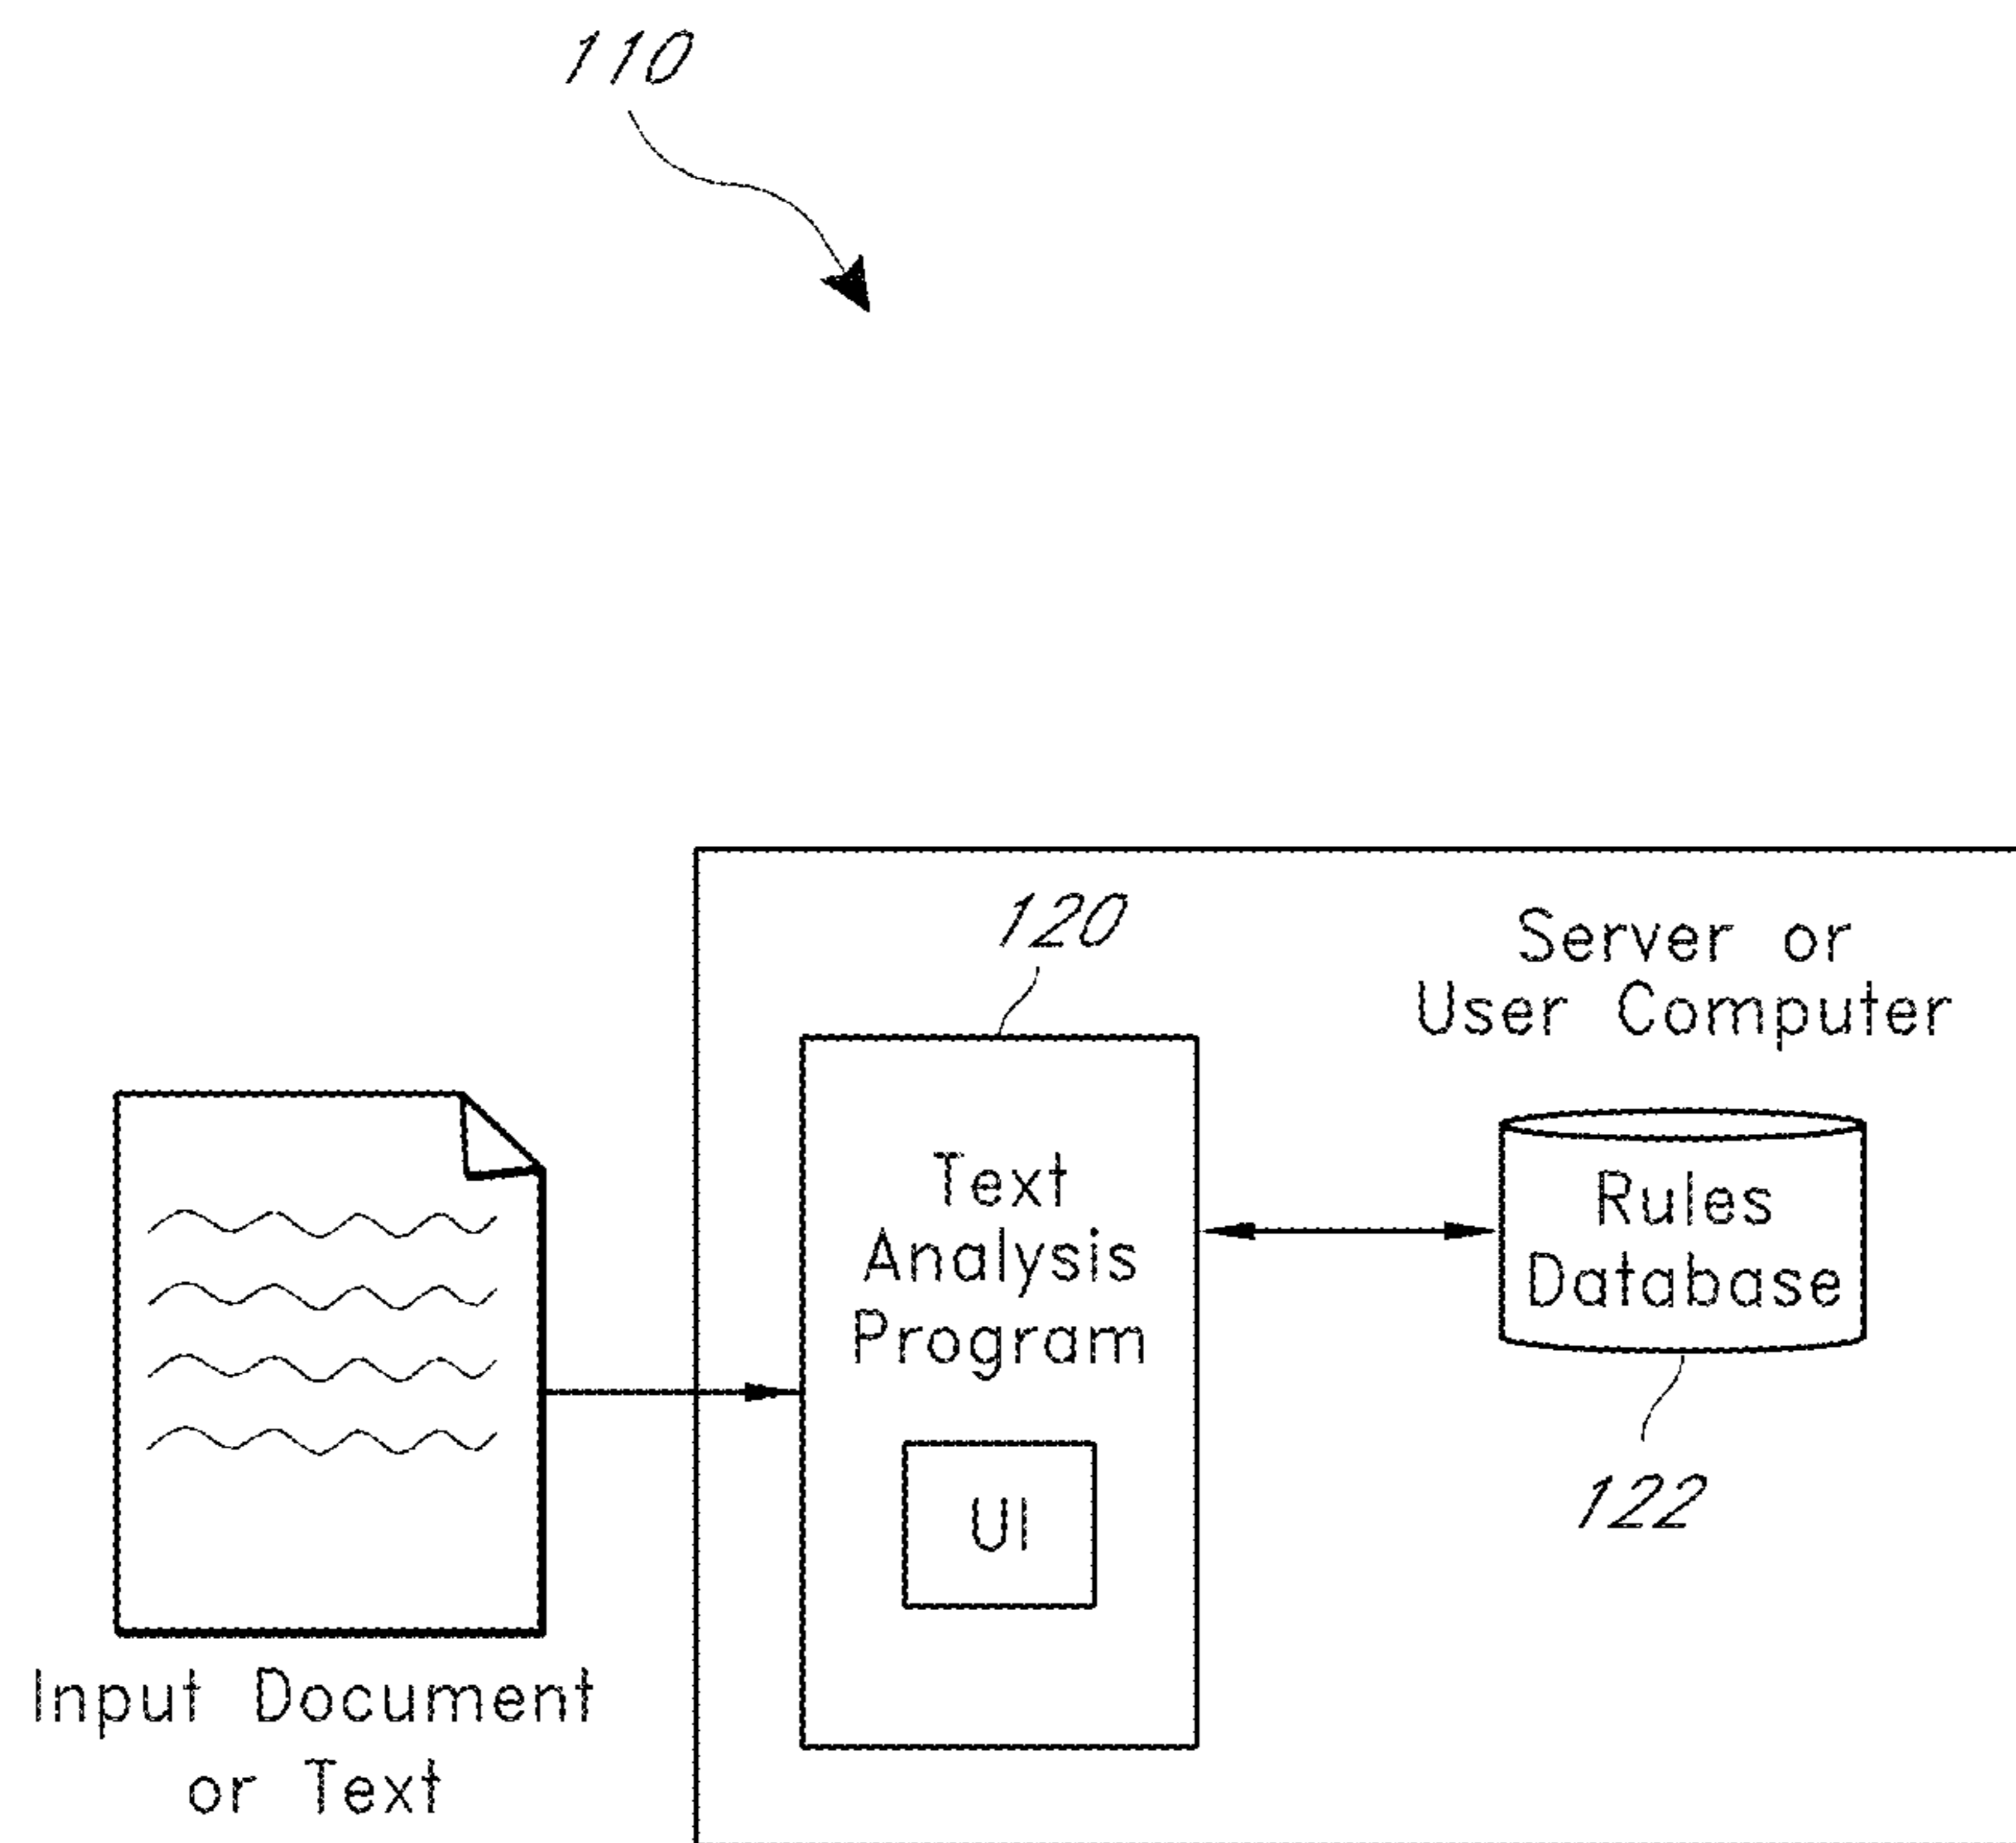 110
120
Server or
User Computer
Text
Analysis
Program
Rules
Database
UI
122
Input Document
or Text